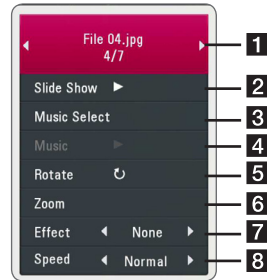 File 04.jpg
4/7
1
Slide Show
2
Music Select
3
Music
4
Rotate
5
Zoom
6
Effect None
7
Speed Normal
8